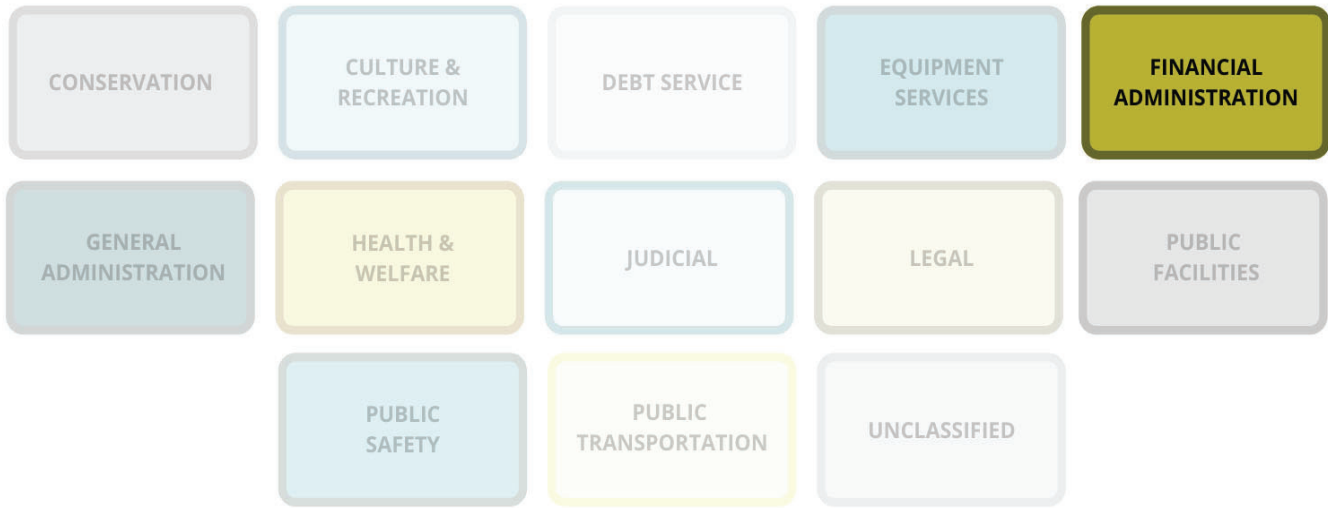 CONSERVATION
CULTURE &
RECREATION
DEBT SERVICE
EQUIPMENT
SERVICES
FINANCIAL
ADMINISTRATION
GENERAL
ADMINISTRATION
HEALTH &
WELFARE
JUDICIAL
LEGAL
PUBLIC
FACILITIES
PUBLIC
SAFETY
PUBLIC
TRANSPORTATION
UNCLASSIFIED